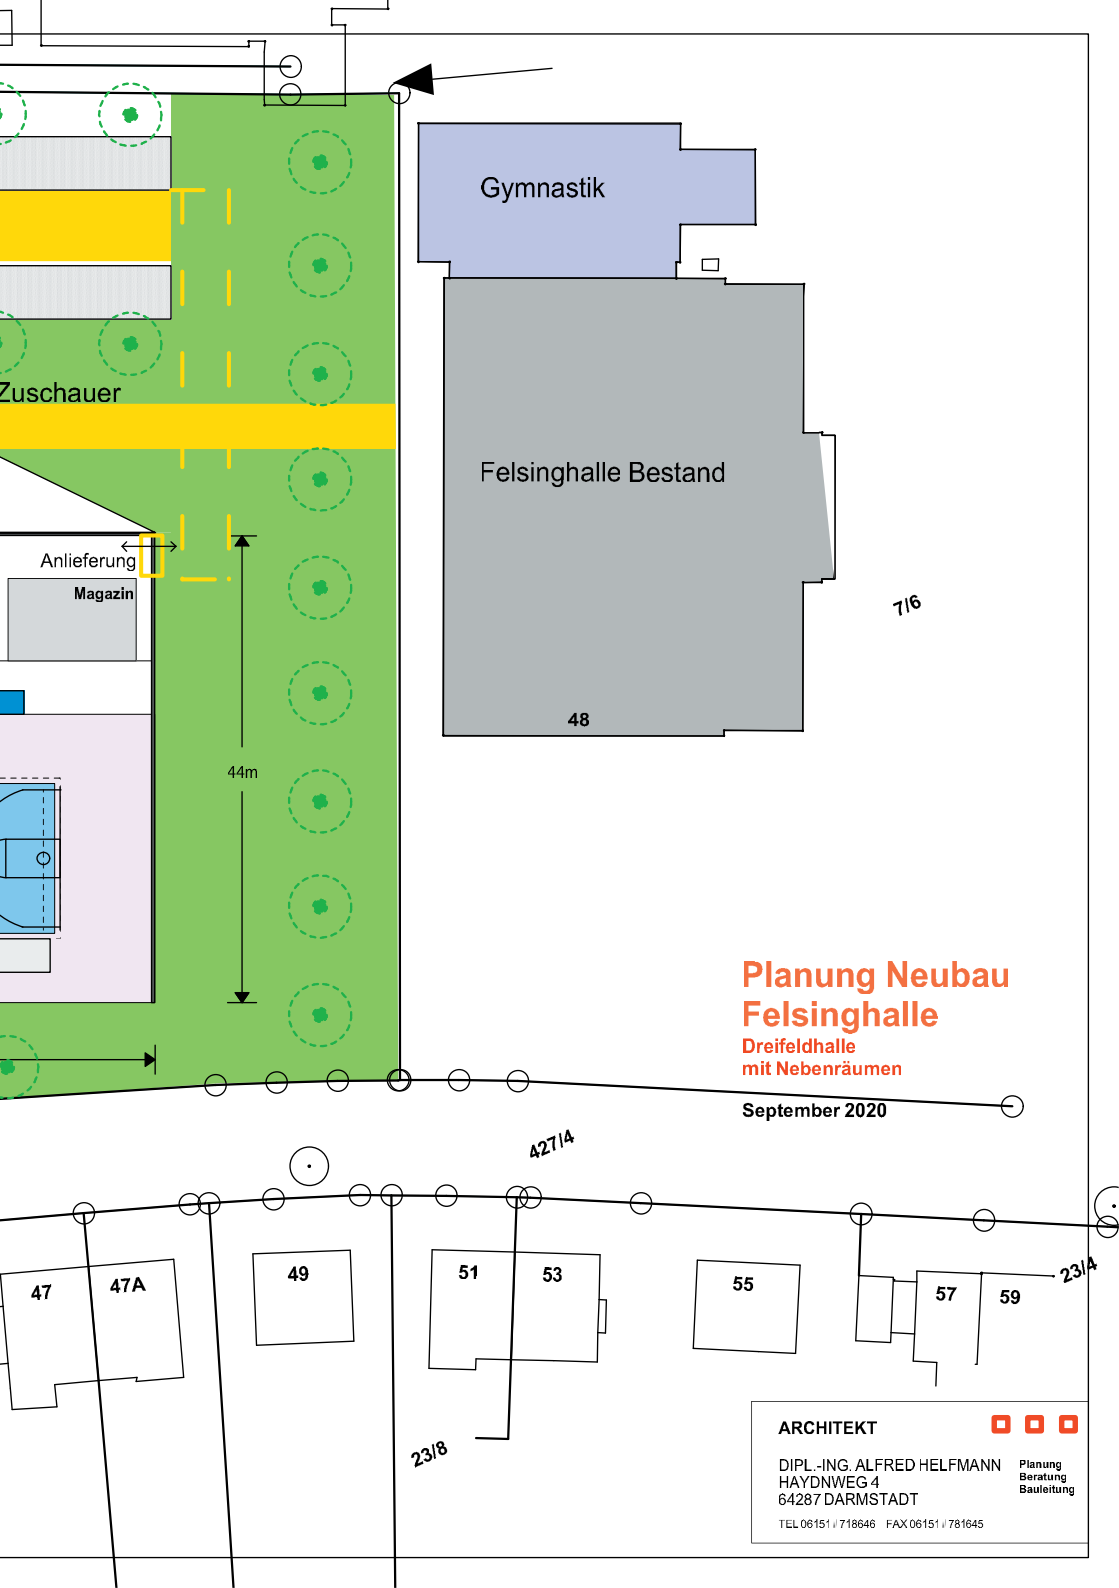 Gymnastik
Zuschauer
Felsinghalle Bestand
Anlieferung
Magazin
7/6
48
44m
Planung Neubau
Felsinghalle
Dreifeldhalle
mit Nebenräumen
September 2020
427/4
47
47A
49
51
53
55
57
59
23/4
23/8
ARCHITEKT
DIPL.-ING. ALFRED HELFMANN
HAYDNWEG 4
64287 DARMSTADT
TEL 06151 // 718646 FAX 06151 // 781645
Planung
Beratung
Bauleitung